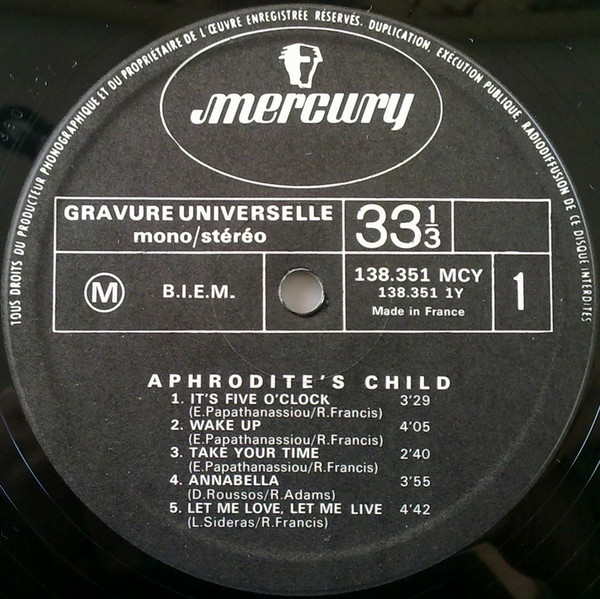 TOUS DROITS DU PRODUCTEUR PHONOGRAPHIQUE ET DU PROPRIÉTAIRE DE L'ŒUVRE ENREGISTRÉE RÉSERVÉS. DUPLICATION, EXÉCUTION PUBLIQUE, RADIODIFFUSION DE CE DISQUE INTERDITES
mercury
GRAVURE UNIVERSELLE
mono/stéréo
33 1/3
M
B.I.E.M.
138.351 MCY
138.351 1Y
Made in France
1
APHRODITE'S CHILD
1. IT'S FIVE O'CLOCK 3'29
(E.Papathanassiou/R.Francis)
2. WAKE UP 4'05
(E.Papathanassiou/R.Francis)
3. TAKE YOUR TIME 2'40
(E.Papathanassiou/R.Francis)
4. ANNABELLA 3'55
(D.Roussos/R.Adams)
5. LET ME LOVE, LET ME LIVE 4'42
(L.Sideras/R.Francis)